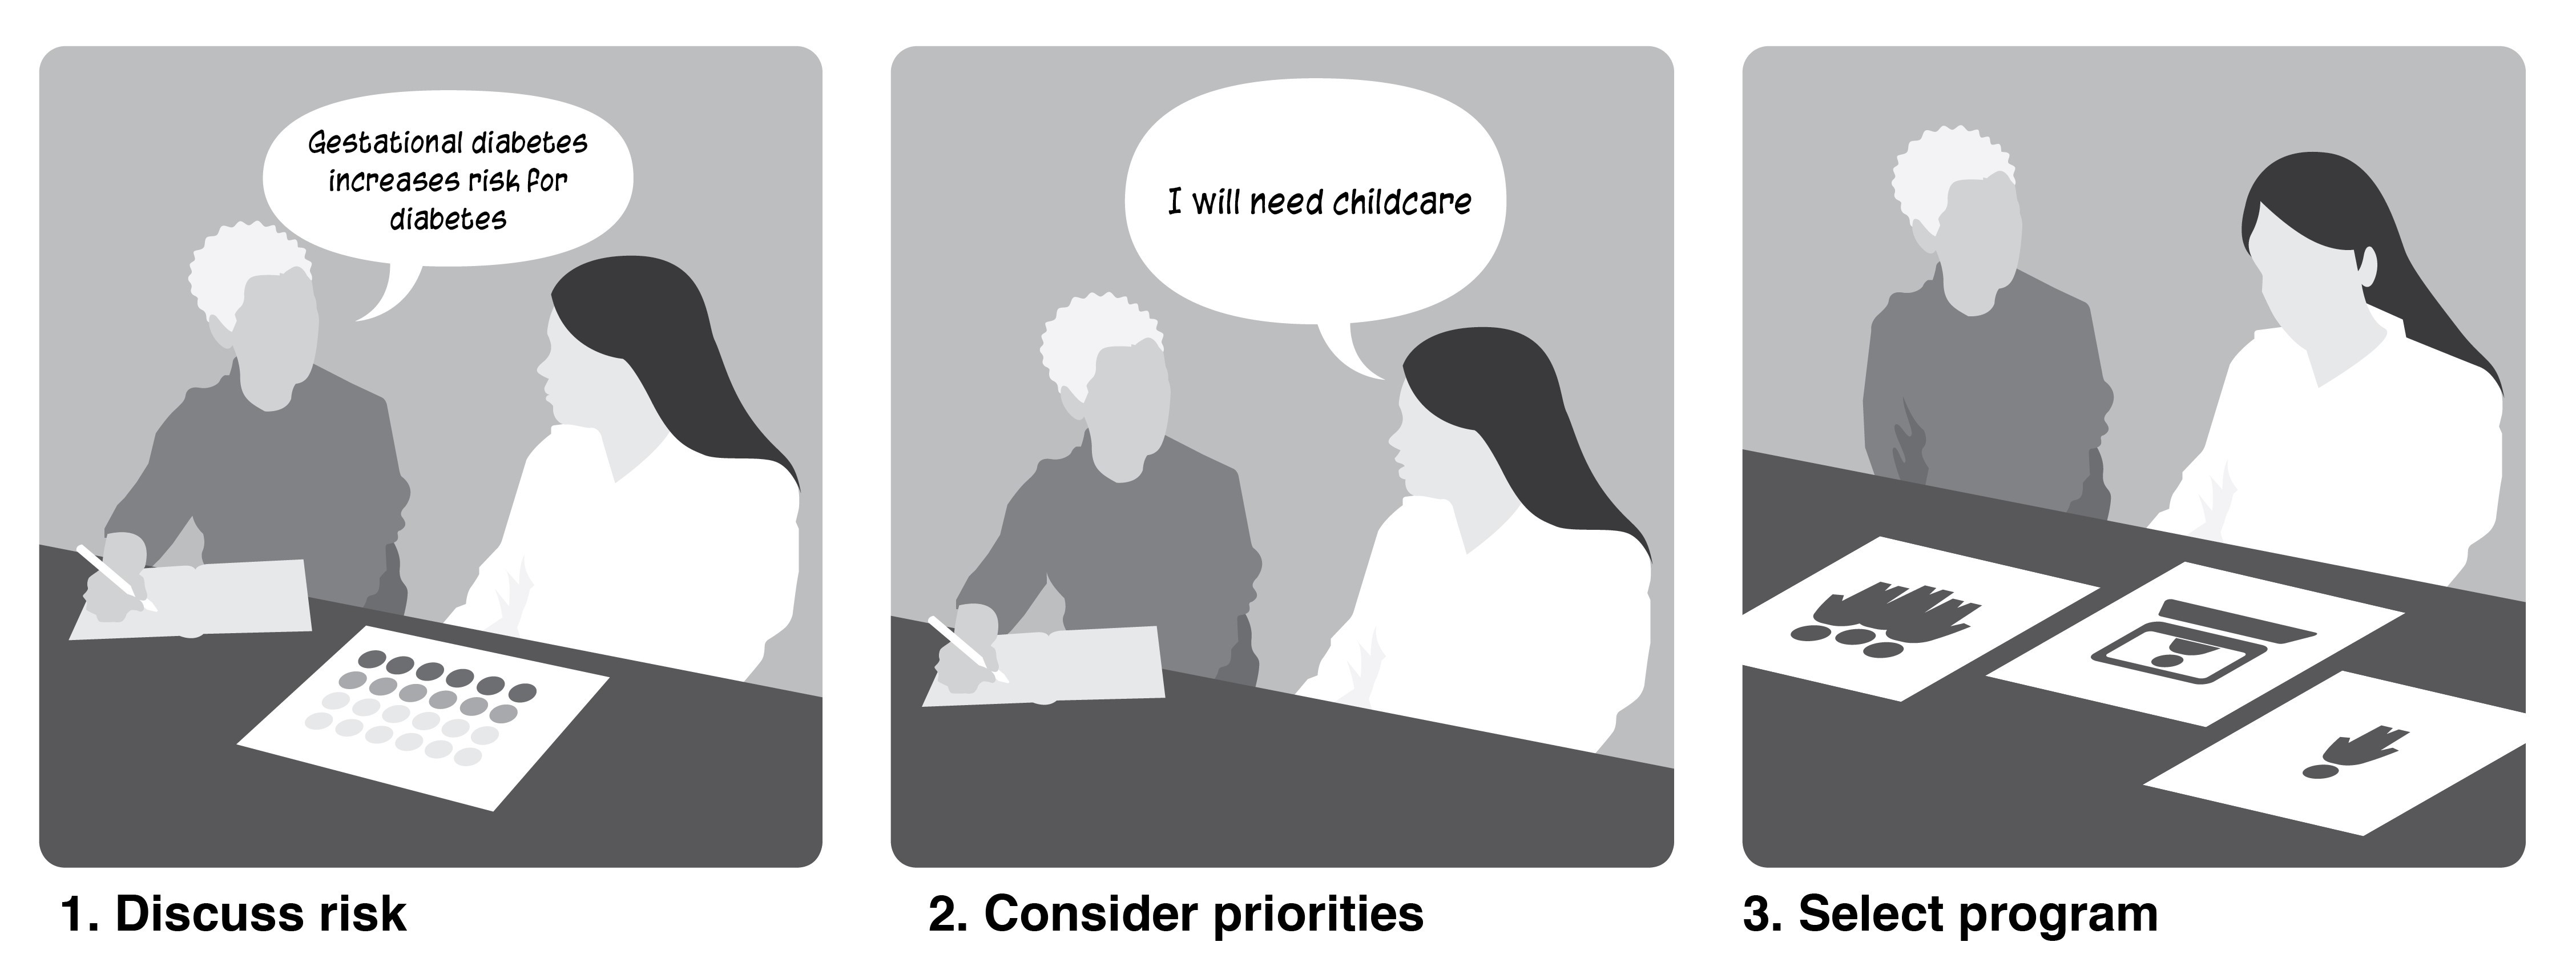 Gestational diabetes
increases risk for
diabetes
I will need childcare
1. Discuss risk
2. Consider priorities
3. Select program